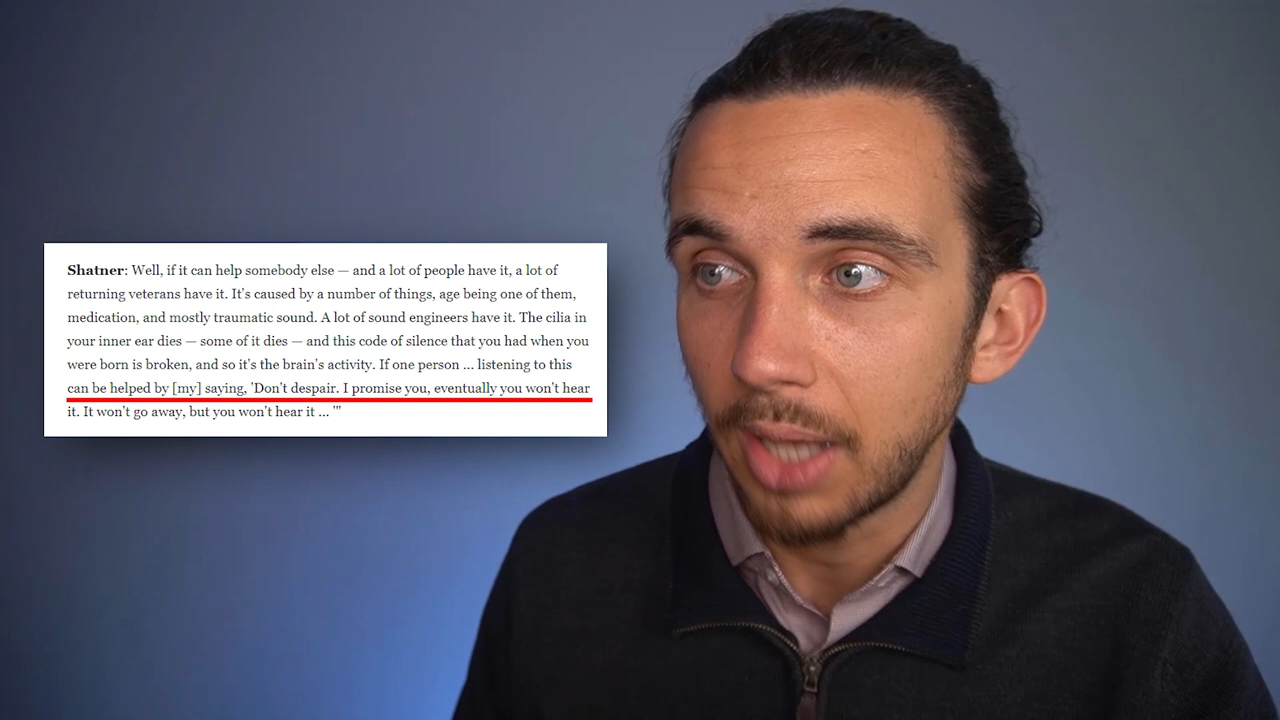 Shatner: Well, if it can help somebody else — and a lot of people have it, a lot of
returning veterans have it. It's caused by a number of things, age being one of them,
medication, and mostly traumatic sound. A lot of sound engineers have it. The cilia in
your inner ear dies — some of it dies — and this code of silence that you had when you
were born is broken, and so it's the brain's activity. If one person ... listening to this
can be helped by [my] saying, 'Don't despair. I promise you, eventually you won't hear
it. It won't go away, but you won't hear it ... '"